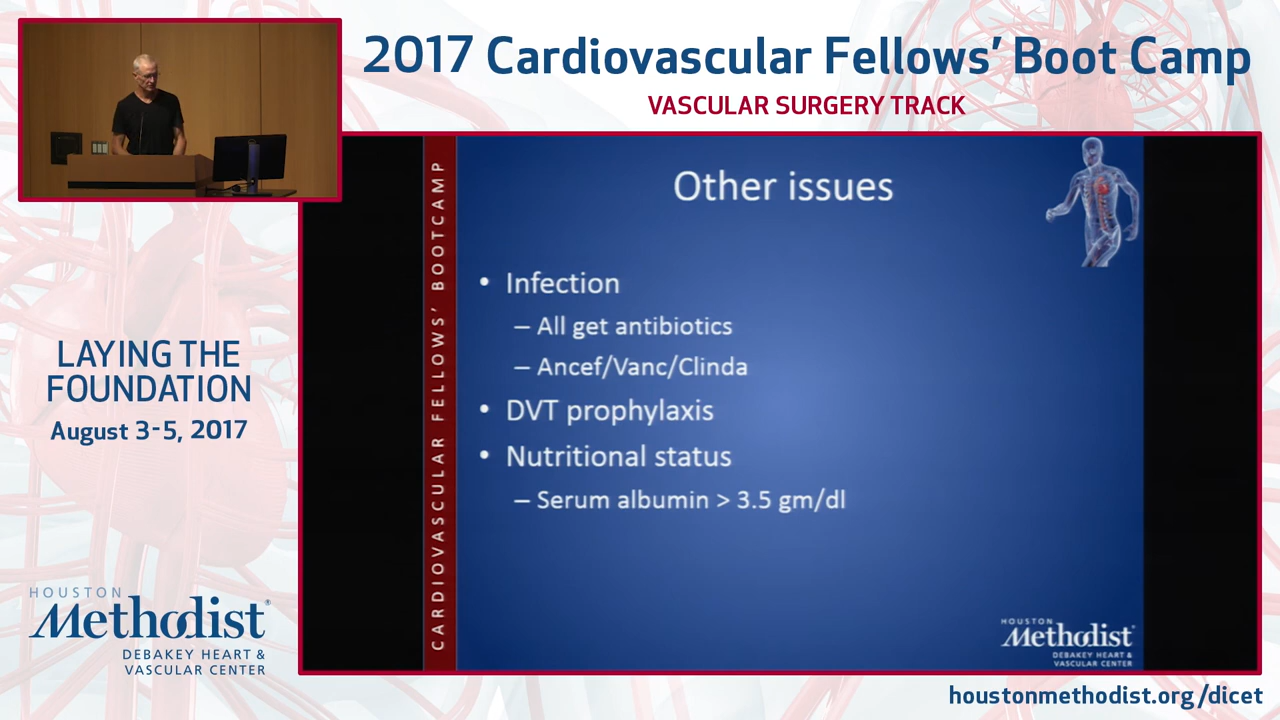 2017 Cardiovascular Fellows’ Boot Camp
VASCULAR SURGERY TRACK
CARDIOVASCULAR FELLOWS’ BOOTCAMP
Other issues
• Infection
– All get antibiotics
– Ancef/Vanc/Clinda
• DVT prophylaxis
• Nutritional status
– Serum albumin > 3.5 gm/dl
HOUSTON
Methodist
DEBAKEY HEART &
VASCULAR CENTER
LAYING THE
FOUNDATION
August 3-5, 2017
HOUSTON
Methodist®
DEBAKEY HEART &
VASCULAR CENTER
houstonmethodist.org/dicet